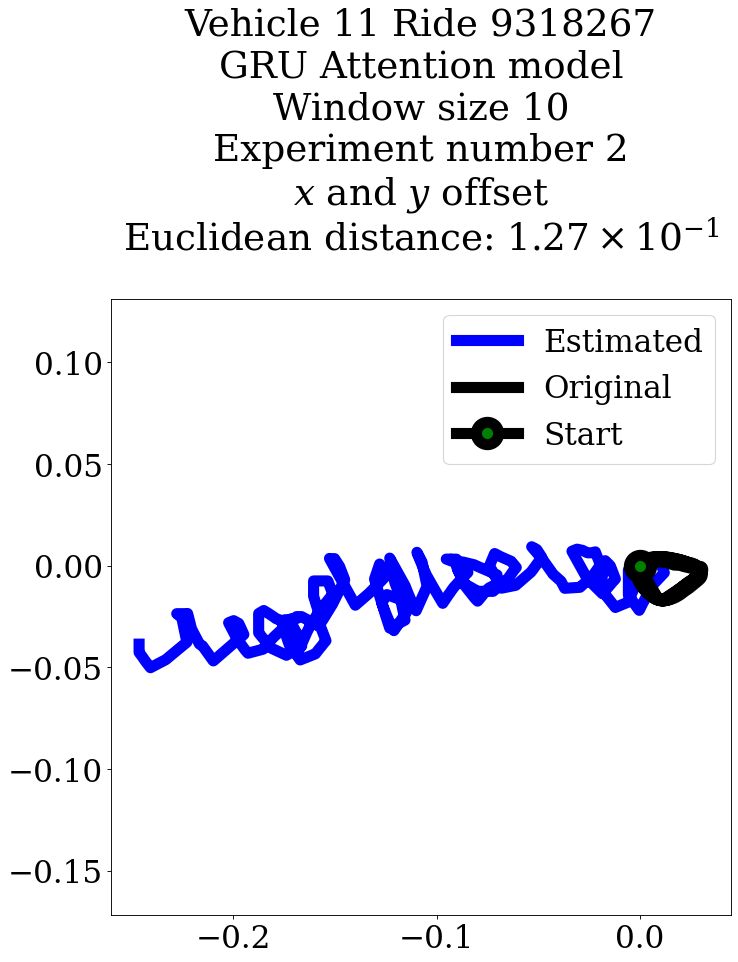 Vehicle 11 Ride 9318267
GRU Attention model
Window size 10
Experiment number 2
x and y offset
Euclidean distance: 1.27 × 10⁻¹
Estimated
Original
Start
0.10
0.05
0.00
−0.05
−0.10
−0.15
−0.2
−0.1
0.0